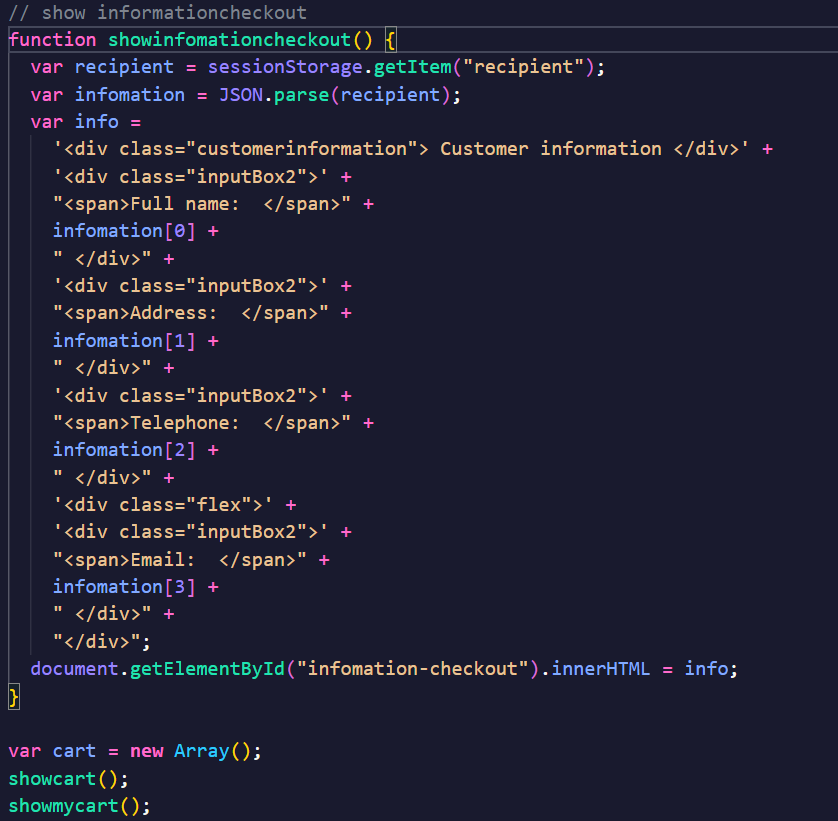 // show informationcheckout
function showinfomationcheckout() {
  var recipient = sessionStorage.getItem("recipient");
  var infomation = JSON.parse(recipient);
  var info =
    '<div class="customerinformation"> Customer information </div>' +
    '<div class="inputBox2">' +
    "<span>Full name:  </span>" +
    infomation[0] +
    " </div>" +
    '<div class="inputBox2">' +
    "<span>Address:  </span>" +
    infomation[1] +
    " </div>" +
    '<div class="inputBox2">' +
    "<span>Telephone:  </span>" +
    infomation[2] +
    " </div>" +
    '<div class="flex">' +
    '<div class="inputBox2">' +
    "<span>Email:  </span>" +
    infomation[3] +
    " </div>" +
    "</div>";
  document.getElementById("infomation-checkout").innerHTML = info;
}

var cart = new Array();
showcart();
showmycart();